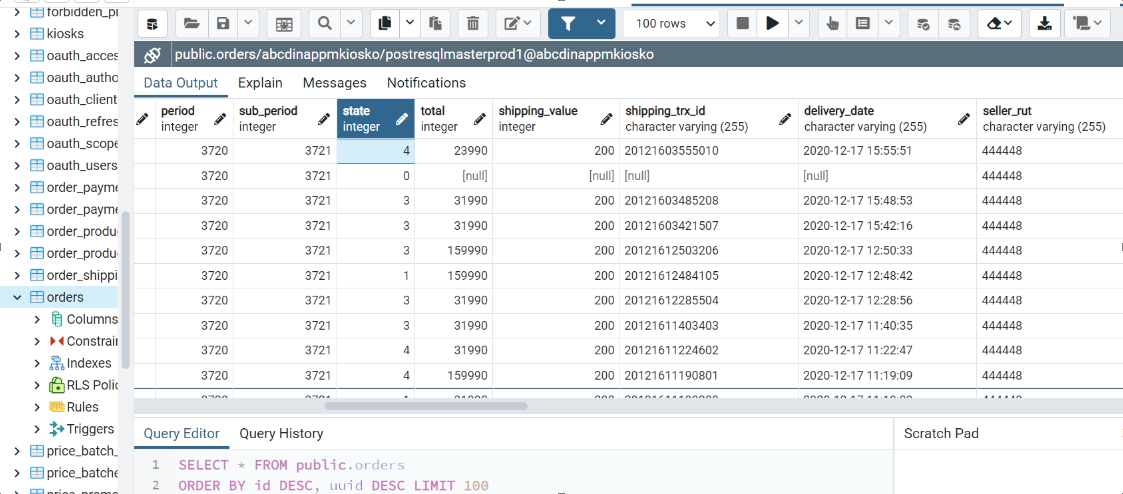 forbidden_pr
kiosks
oauth_acces
oauth_autho
oauth_client
oauth_refres
oauth_scope
oauth_users
order_payme
order_payme
order_produ
order_produ
order_shippi
orders
Columns
Constrai
Indexes
RLS Polic
Rules
Triggers
price_batch_
price_batche
100 rows
public.orders/abcdinappmkiosko/postresqlmasterprod1@abcdinappmkiosko
Data Output Explain Messages Notifications
period sub_period state total shipping_value shipping_trx_id delivery_date seller_rut
integer integer integer integer integer character varying (255) character varying (255) character varying (255)
3720 3721 4 23990 200 20121603555010 2020-12-17 15:55:51 444448
3720 3721 0 [null] [null] [null] [null] 444448
3720 3721 3 31990 200 20121603485208 2020-12-17 15:48:53 444448
3720 3721 3 31990 200 20121603421507 2020-12-17 15:42:16 444448
3720 3721 3 159990 200 20121612503206 2020-12-17 12:50:33 444448
3720 3721 1 159990 200 20121612484105 2020-12-17 12:48:42 444448
3720 3721 3 31990 200 20121612285504 2020-12-17 12:28:56 444448
3720 3721 3 31990 200 20121611403403 2020-12-17 11:40:35 444448
3720 3721 4 31990 200 20121611224602 2020-12-17 11:22:47 444448
3720 3721 4 159990 200 20121611190801 2020-12-17 11:19:09 444448
Query Editor Query History Scratch Pad
1 SELECT * FROM public.orders
2 ORDER BY id DESC, uuid DESC LIMIT 100